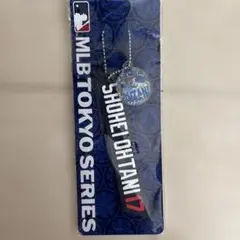 MLB TOKYO SERIES
SHOHEI OHTANI 17